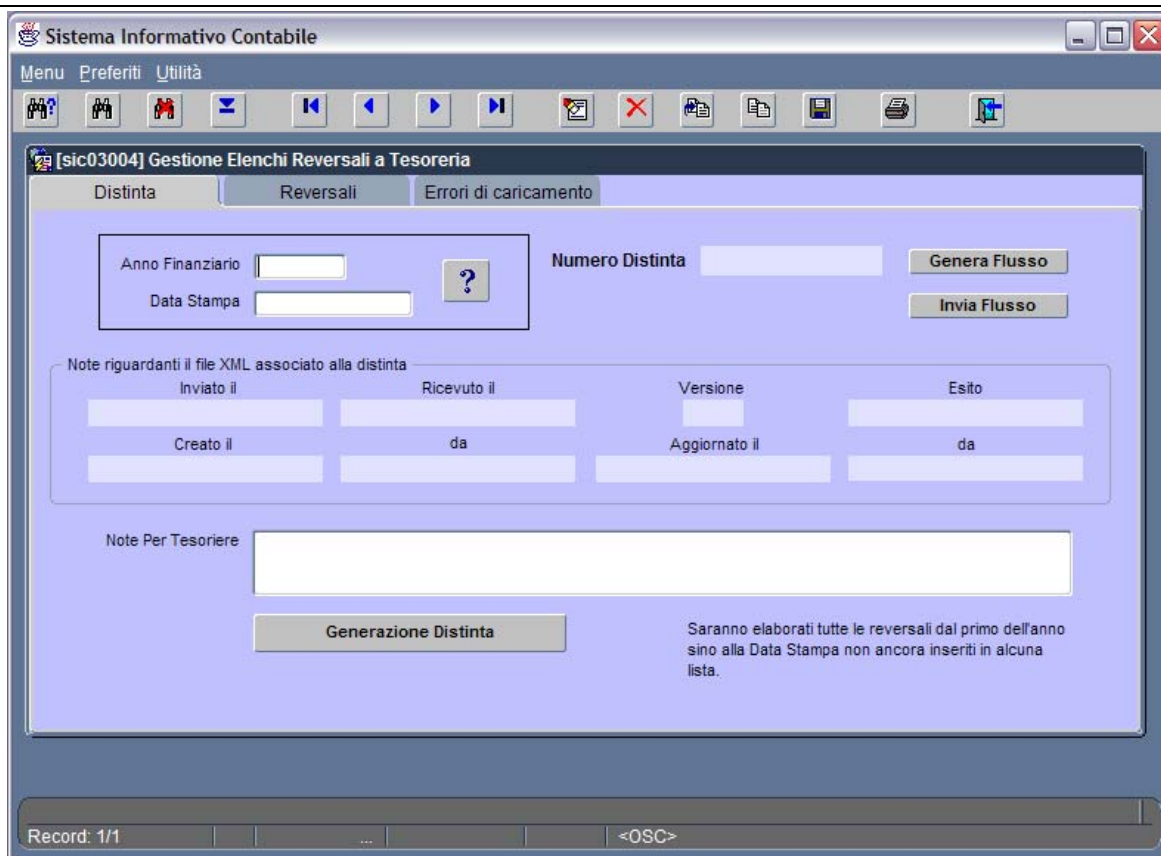 Sistema Informativo Contabile
Menu Preferiti Utilità
?
[sic03004] Gestione Elenchi Reversali a Tesoreria
Distinta Reversali Errori di caricamento
Anno Finanziario
?
Data Stampa
Numero Distinta
Genera Flusso
Invia Flusso
Note riguardanti il file XML associato alla distinta
Inviato il Ricevuto il Versione Esito
Creato il da Aggiornato il da
Note Per Tesoriere
Generazione Distinta
Saranno elaborati tutte le reversali dal primo dell'anno
sino alla Data Stampa non ancora inseriti in alcuna
lista.
Record: 1/1 ... <OSC>